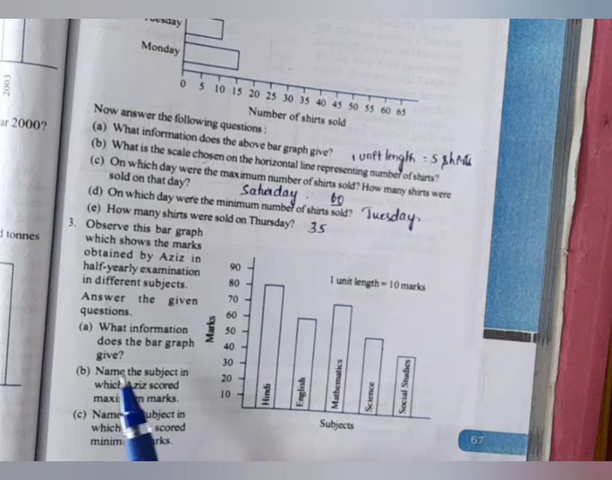 2003
ar 2000?
tonnes
Monday
0 5 10 15 20 25 30 35 40 45 50 55 60 65
Number of shirts sold
Now answer the following questions :
(a) What information does the above bar graph give?
1 unit length = 5 shirts
(b) What is the scale chosen on the horizontal line representing number of shirts?
(c) On which day were the maximum number of shirts sold? How many shirts were
sold on that day?
60
(d) On which day were the minimum number of shirts sold?
Tuesday.
(e) How many shirts were sold on Thursday?
35
3. Observe this bar graph
which shows the marks
obtained by Aziz in
half-yearly examination
in different subjects.
Answer the given
questions.
(a) What information
does the bar graph
give?
(b) Name the subject in
which Aziz scored
marks.
(c) Name subject in
which scored
1 unit length = 10 marks
90
80
70
60
50
40
30
20
10
Marks
Hindi
English
Mathematics
Science
Social Studies
Subjects
67